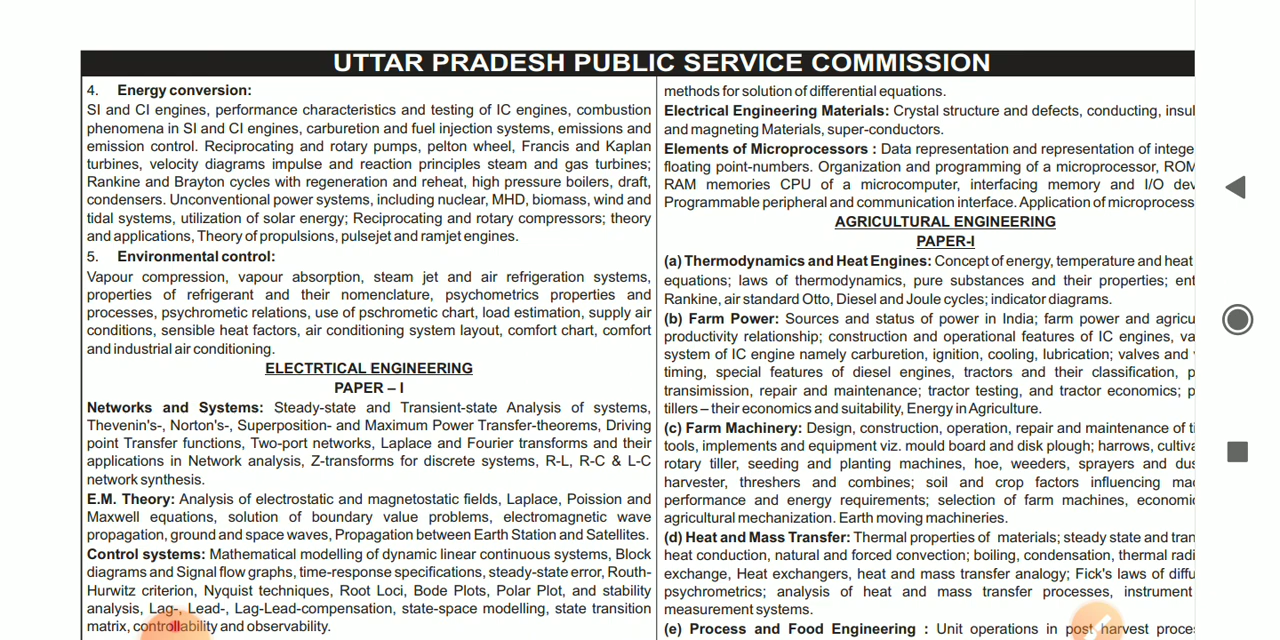 UTTAR PRADESH PUBLIC SERVICE COMMISSION
4. Energy conversion:
SI and CI engines, performance characteristics and testing of IC engines, combustion
phenomena in SI and CI engines, carburetion and fuel injection systems, emissions and
emission control. Reciprocating and rotary pumps, pelton wheel, Francis and Kaplan
turbines, velocity diagrams impulse and reaction principles steam and gas turbines;
Rankine and Brayton cycles with regeneration and reheat, high pressure boilers, draft,
condensers. Unconventional power systems, including nuclear, MHD, biomass, wind and
tidal systems, utilization of solar energy; Reciprocating and rotary compressors; theory
and applications, Theory of propulsions, pulsejet and ramjet engines.
5. Environmental control:
Vapour compression, vapour absorption, steam jet and air refrigeration systems,
properties of refrigerant and their nomenclature, psychometrics properties and
processes, psychrometic relations, use of pschrometic chart, load estimation, supply air
conditions, sensible heat factors, air conditioning system layout, comfort chart, comfort
and industrial air conditioning.
ELECTRTICAL ENGINEERING
PAPER – I
Networks and Systems: Steady-state and Transient-state Analysis of systems,
Thevenin's-, Norton's-, Superposition- and Maximum Power Transfer-theorems, Driving
point Transfer functions, Two-port networks, Laplace and Fourier transforms and their
applications in Network analysis, Z-transforms for discrete systems, R-L, R-C & L-C
network synthesis.
E.M. Theory: Analysis of electrostatic and magnetostatic fields, Laplace, Poission and
Maxwell equations, solution of boundary value problems, electromagnetic wave
propagation, ground and space waves, Propagation between Earth Station and Satellites.
Control systems: Mathematical modelling of dynamic linear continuous systems, Block
diagrams and Signal flow graphs, time-response specifications, steady-state error, Routh-
Hurwitz criterion, Nyquist techniques, Root Loci, Bode Plots, Polar Plot, and stability
analysis, Lag-, Lead-, Lag-Lead-compensation, state-space modelling, state transition
matrix, controllability and observability.
methods for solution of differential equations.
Electrical Engineering Materials: Crystal structure and defects, conducting, insul
and magneting Materials, super-conductors.
Elements of Microprocessors : Data representation and representation of intege
floating point-numbers. Organization and programming of a microprocessor, ROM
RAM memories CPU of a microcomputer, interfacing memory and I/O dev
Programmable peripheral and communication interface. Application of microprocess
AGRICULTURAL ENGINEERING
PAPER-I
(a) Thermodynamics and Heat Engines: Concept of energy, temperature and heat
equations; laws of thermodynamics, pure substances and their properties; ent
Rankine, air standard Otto, Diesel and Joule cycles; indicator diagrams.
(b) Farm Power: Sources and status of power in India; farm power and agricu
productivity relationship; construction and operational features of IC engines, va
system of IC engine namely carburetion, ignition, cooling, lubrication; valves and
timing, special features of diesel engines, tractors and their classification, p
transimission, repair and maintenance; tractor testing, and tractor economics; p
tillers – their economics and suitability, Energy in Agriculture.
(c) Farm Machinery: Design, construction, operation, repair and maintenance of ti
tools, implements and equipment viz. mould board and disk plough; harrows, cultiva
rotary tiller, seeding and planting machines, hoe, weeders, sprayers and dus
harvester, threshers and combines; soil and crop factors influencing mac
performance and energy requirements; selection of farm machines, economic
agricultural mechanization. Earth moving machineries.
(d) Heat and Mass Transfer: Thermal properties of materials; steady state and tran
heat conduction, natural and forced convection; boiling, condensation, thermal radi
exchange, Heat exchangers, heat and mass transfer analogy; Fick's laws of diffu
psychrometrics; analysis of heat and mass transfer processes, instrument
measurement systems.
(e) Process and Food Engineering : Unit operations in post harvest proce